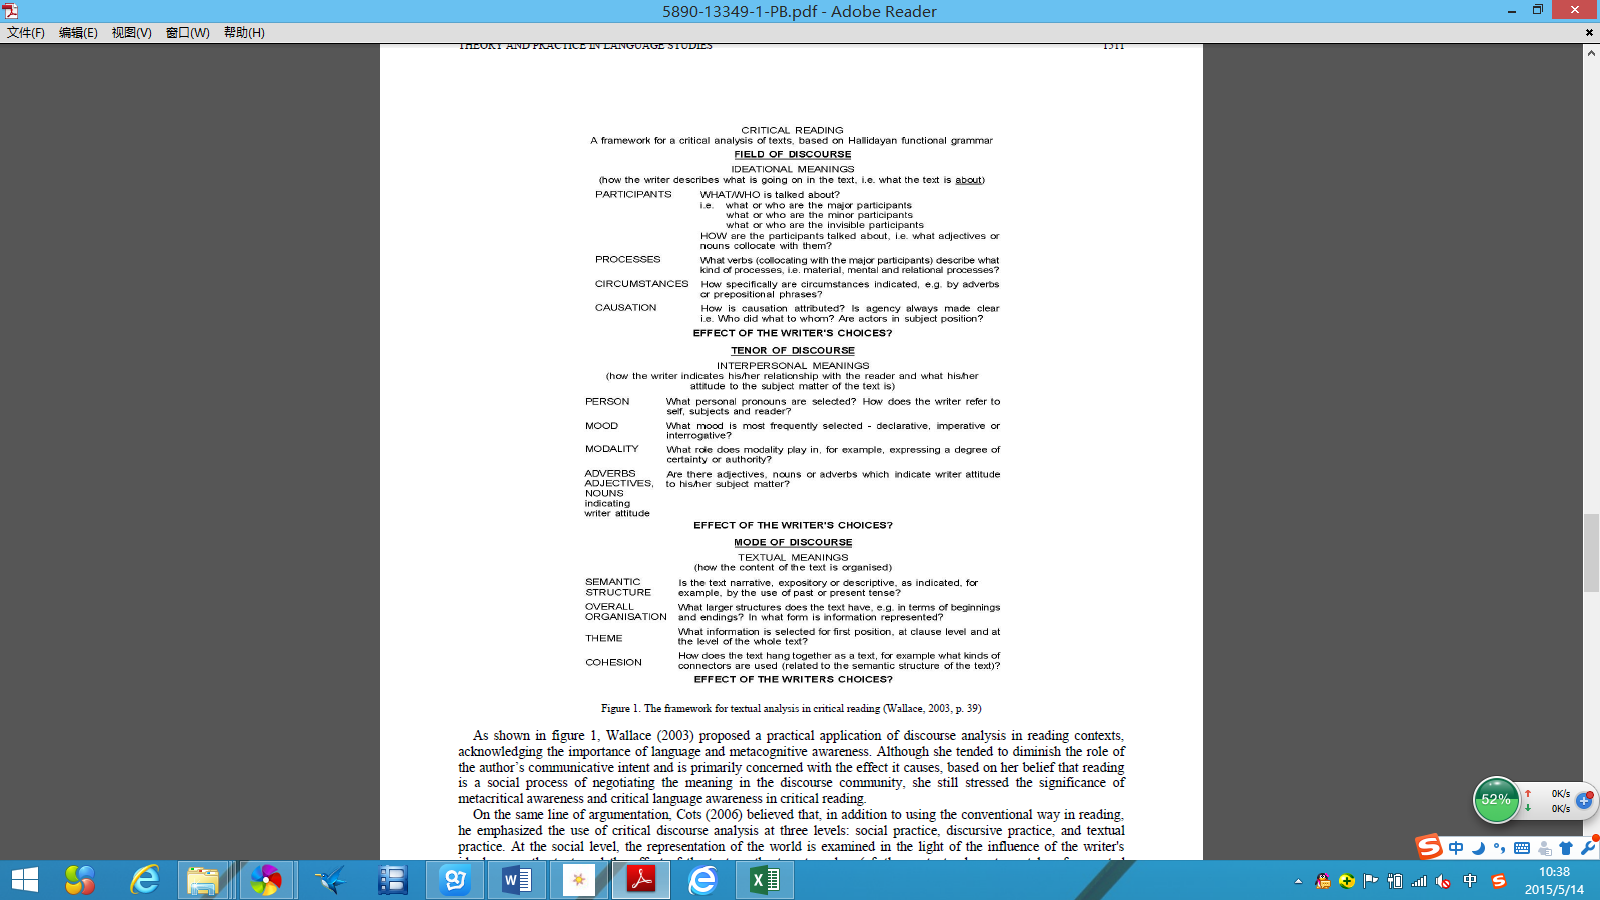 5890-13349-1-PB.pdf - Adobe Reader
文件(F) 编辑(E) 视图(V) 窗口(W) 帮助(H)
THEORY AND PRACTICE IN LANGUAGE STUDIES 1511
CRITICAL READING
A framework for a critical analysis of texts, based on Hallidayan functional grammar
FIELD OF DISCOURSE
IDEATIONAL MEANINGS
(how the writer describes what is going on in the text, i.e. what the text is about)
PARTICIPANTS WHAT/WHO is talked about?
i.e. what or who are the major participants
what or who are the minor participants
what or who are the invisible participants
HOW are the participants talked about, i.e. what adjectives or
nouns collocate with them?
PROCESSES What verbs (collocating with the major participants) describe what
kind of processes, i.e. material, mental and relational processes?
CIRCUMSTANCES How specifically are circumstances indicated, e.g. by adverbs
or prepositional phrases?
CAUSATION How is causation attributed? Is agency always made clear
i.e. Who did what to whom? Are actors in subject position?
EFFECT OF THE WRITER'S CHOICES?
TENOR OF DISCOURSE
INTERPERSONAL MEANINGS
(how the writer indicates his/her relationship with the reader and what his/her
attitude to the subject matter of the text is)
PERSON What personal pronouns are selected? How does the writer refer to
self, subjects and reader?
MOOD What mood is most frequently selected - declarative, imperative or
interrogative?
MODALITY What role does modality play in, for example, expressing a degree of
certainty or authority?
ADVERBS Are there adjectives, nouns or adverbs which indicate writer attitude
ADJECTIVES, to his/her subject matter?
NOUNS
indicating
writer attitude
EFFECT OF THE WRITER'S CHOICES?
MODE OF DISCOURSE
TEXTUAL MEANINGS
(how the content of the text is organised)
SEMANTIC Is the text narrative, expository or descriptive, as indicated, for
STRUCTURE example, by the use of past or present tense?
OVERALL What larger structures does the text have, e.g. in terms of beginnings
ORGANISATION and endings? In what form is information represented?
THEME What information is selected for first position, at clause level and at
the level of the whole text?
COHESION How does the text hang together as a text, for example what kinds of
connectors are used (related to the semantic structure of the text)?
EFFECT OF THE WRITERS CHOICES?
Figure 1. The framework for textual analysis in critical reading (Wallace, 2003, p. 39)
As shown in figure 1, Wallace (2003) proposed a practical application of discourse analysis in reading contexts,
acknowledging the importance of language and metacognitive awareness. Although she tended to diminish the role of
the author's communicative intent and is primarily concerned with the effect it causes, based on her belief that reading
is a social process of negotiating the meaning in the discourse community, she still stressed the significance of
metacritical awareness and critical language awareness in critical reading.
On the same line of argumentation, Cots (2006) believed that, in addition to using the conventional way in reading,
he emphasized the use of critical discourse analysis at three levels: social practice, discursive practice, and textual
practice. At the social level, the representation of the world is examined in the light of the influence of the writer's
52% 0K/s
0K/s
中
中
10:38
2015/5/14